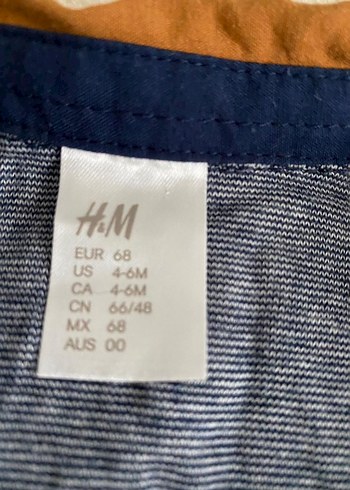 H&M
EUR 68
US 4-6M
CA 4-6M
CN 66/48
MX 68
AUS 00